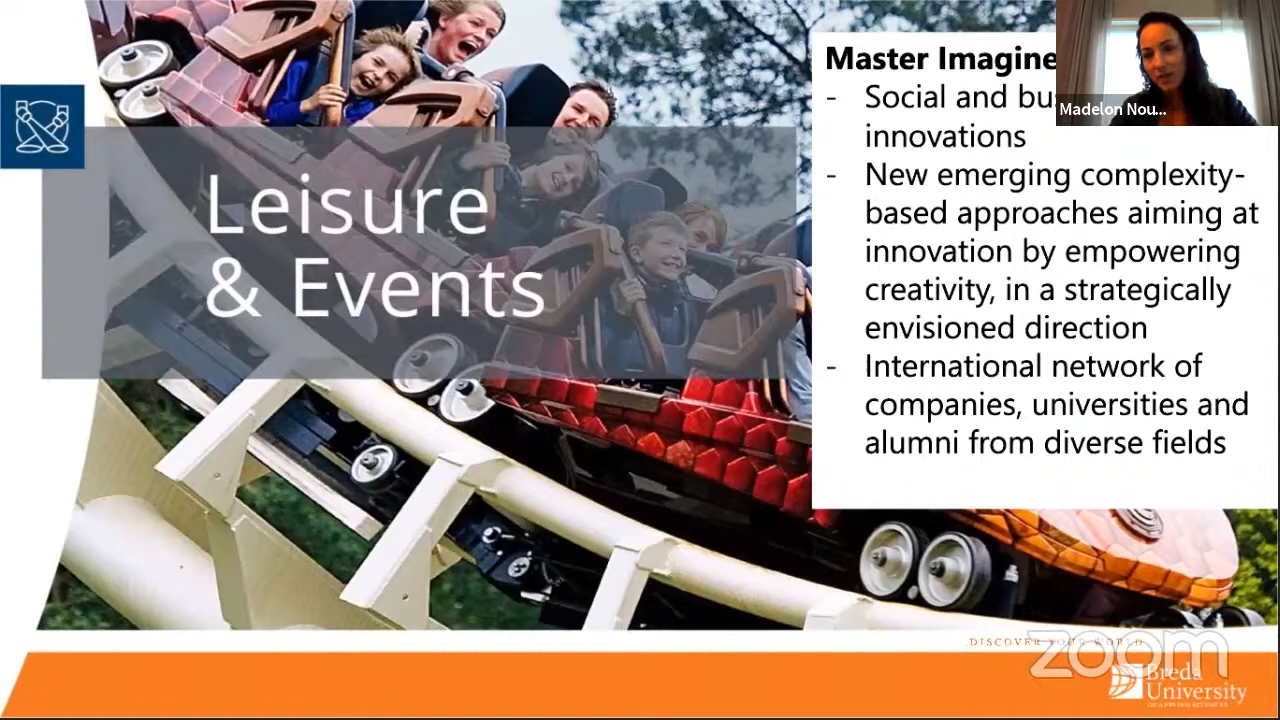 Leisure
& Events
Master Imagine
- Social and bu
innovations
- New emerging complexity-
based approaches aiming at
innovation by empowering
creativity, in a strategically
envisioned direction
- International network of
companies, universities and
alumni from diverse fields
Madelon Nou...
DISCOVER YOUR WORLD
zoom
Breda
University